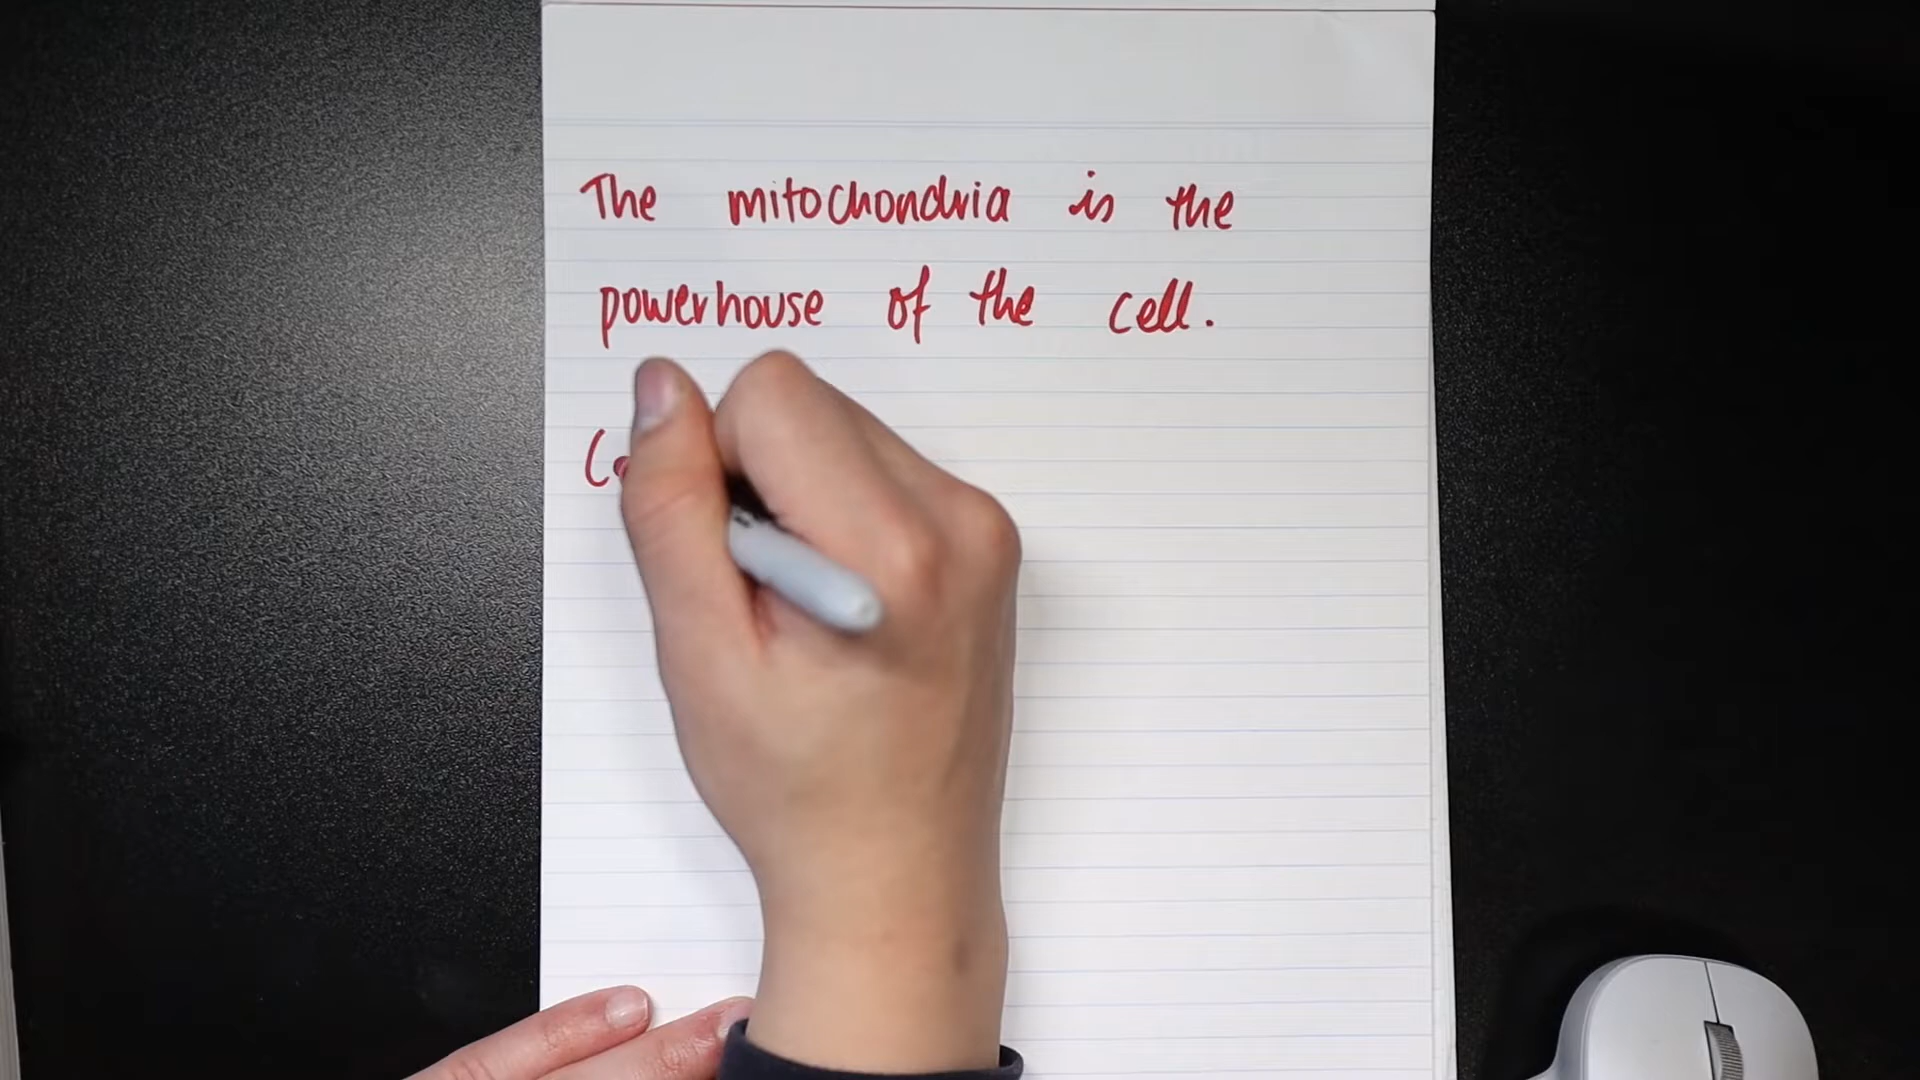 The mitochondria is the
powerhouse of the cell.